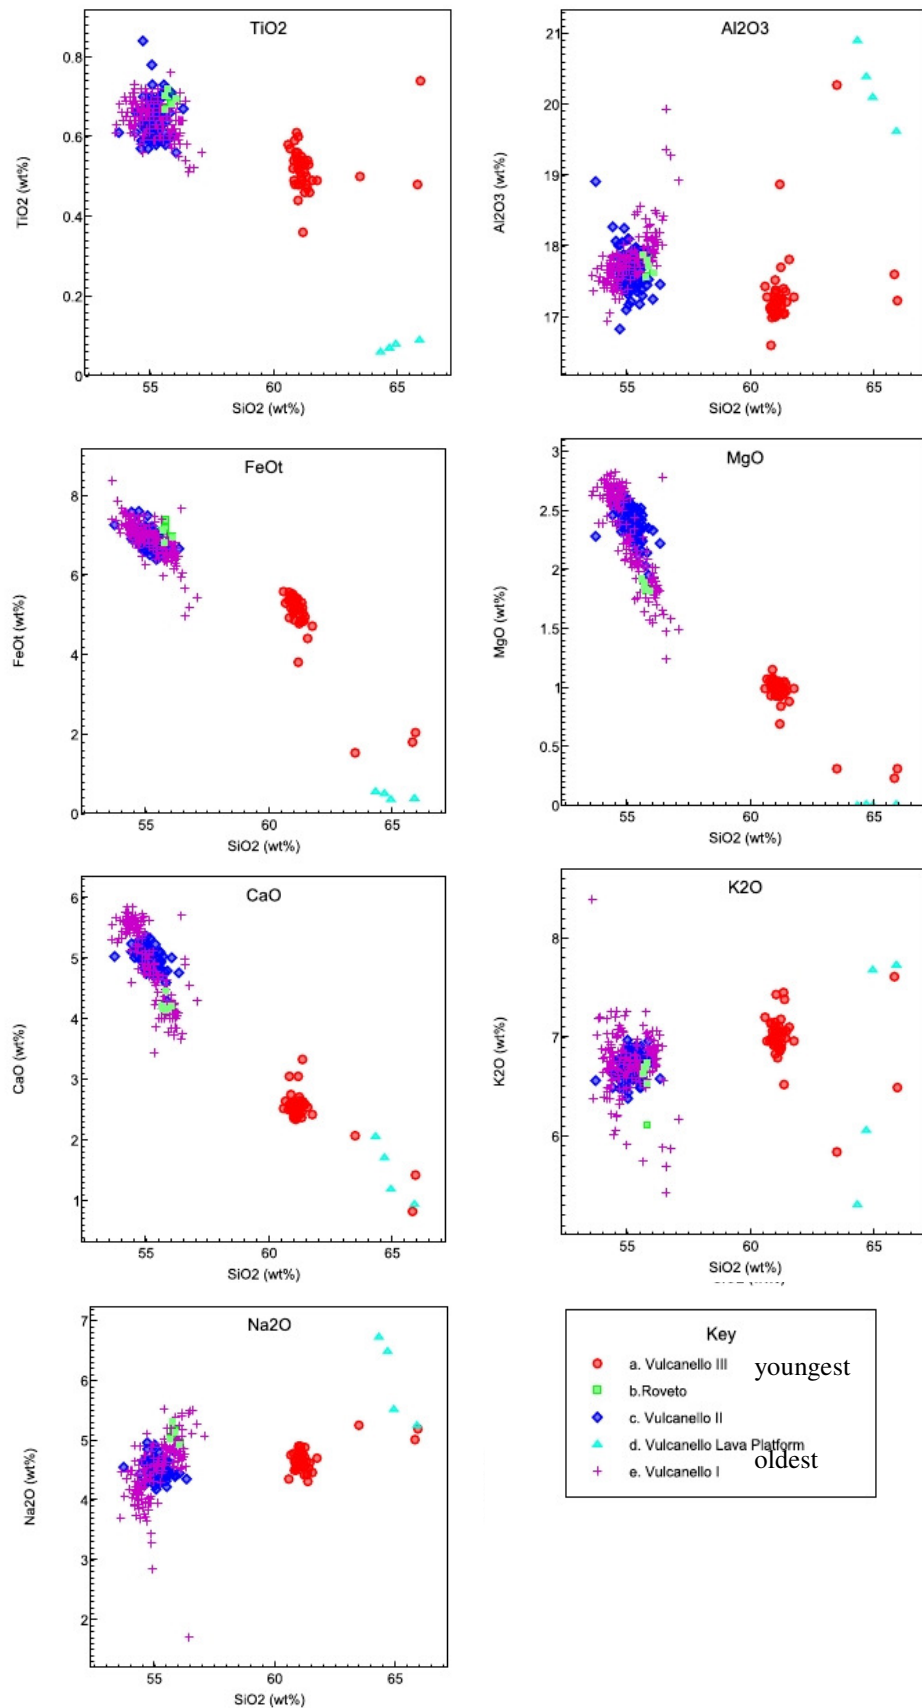 TiO2
0.8
0.6
0.4
0.2
0
TiO2 (wt%)
55
60
65
SiO2 (wt%)
Al2O3
21
20
19
18
17
Al2O3 (wt%)
55
60
65
SiO2 (wt%)
FeOt
8
6
4
2
0
FeOt (wt%)
55
60
65
SiO2 (wt%)
MgO
3
2.5
2
1.5
1
0.5
0
MgO (wt%)
55
60
65
SiO2 (wt%)
CaO
6
5
4
3
2
1
CaO (wt%)
55
60
65
SiO2 (wt%)
K2O
8
7
6
K2O (wt%)
55
60
65
SiO2 (wt%)
Na2O
7
6
5
4
3
2
Na2O (wt%)
55
60
65
SiO2 (wt%)
Key
a. Vulcanello III youngest
b.Roveto
c. Vulcanello II
d. Vulcanello Lava Platform
e. Vulcanello I oldest